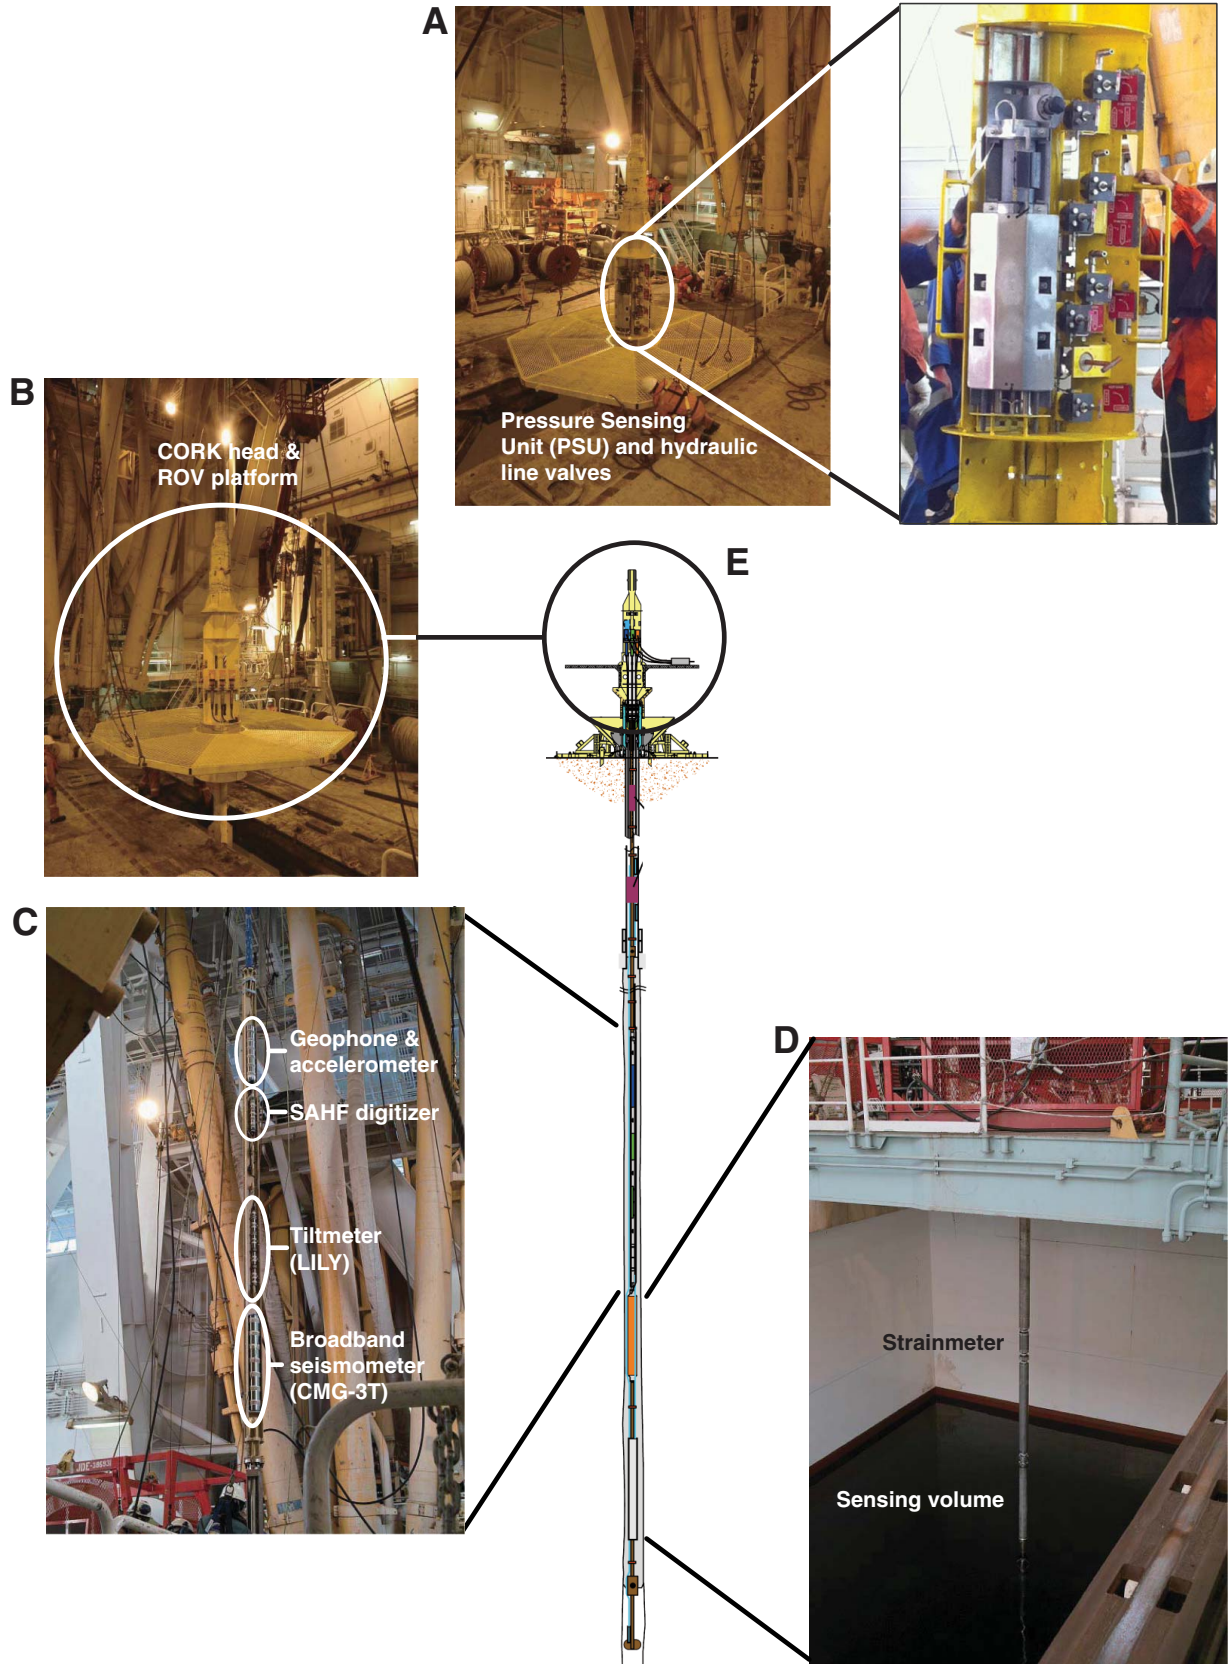 A
Pressure Sensing
Unit (PSU) and hydraulic
line valves
B
CORK head &
ROV platform
E
C
Geophone &
accelerometer
SAHF digitizer
Tiltmeter
(LILY)
Broadband
seismometer
(CMG-3T)
D
Strainmeter
Sensing volume